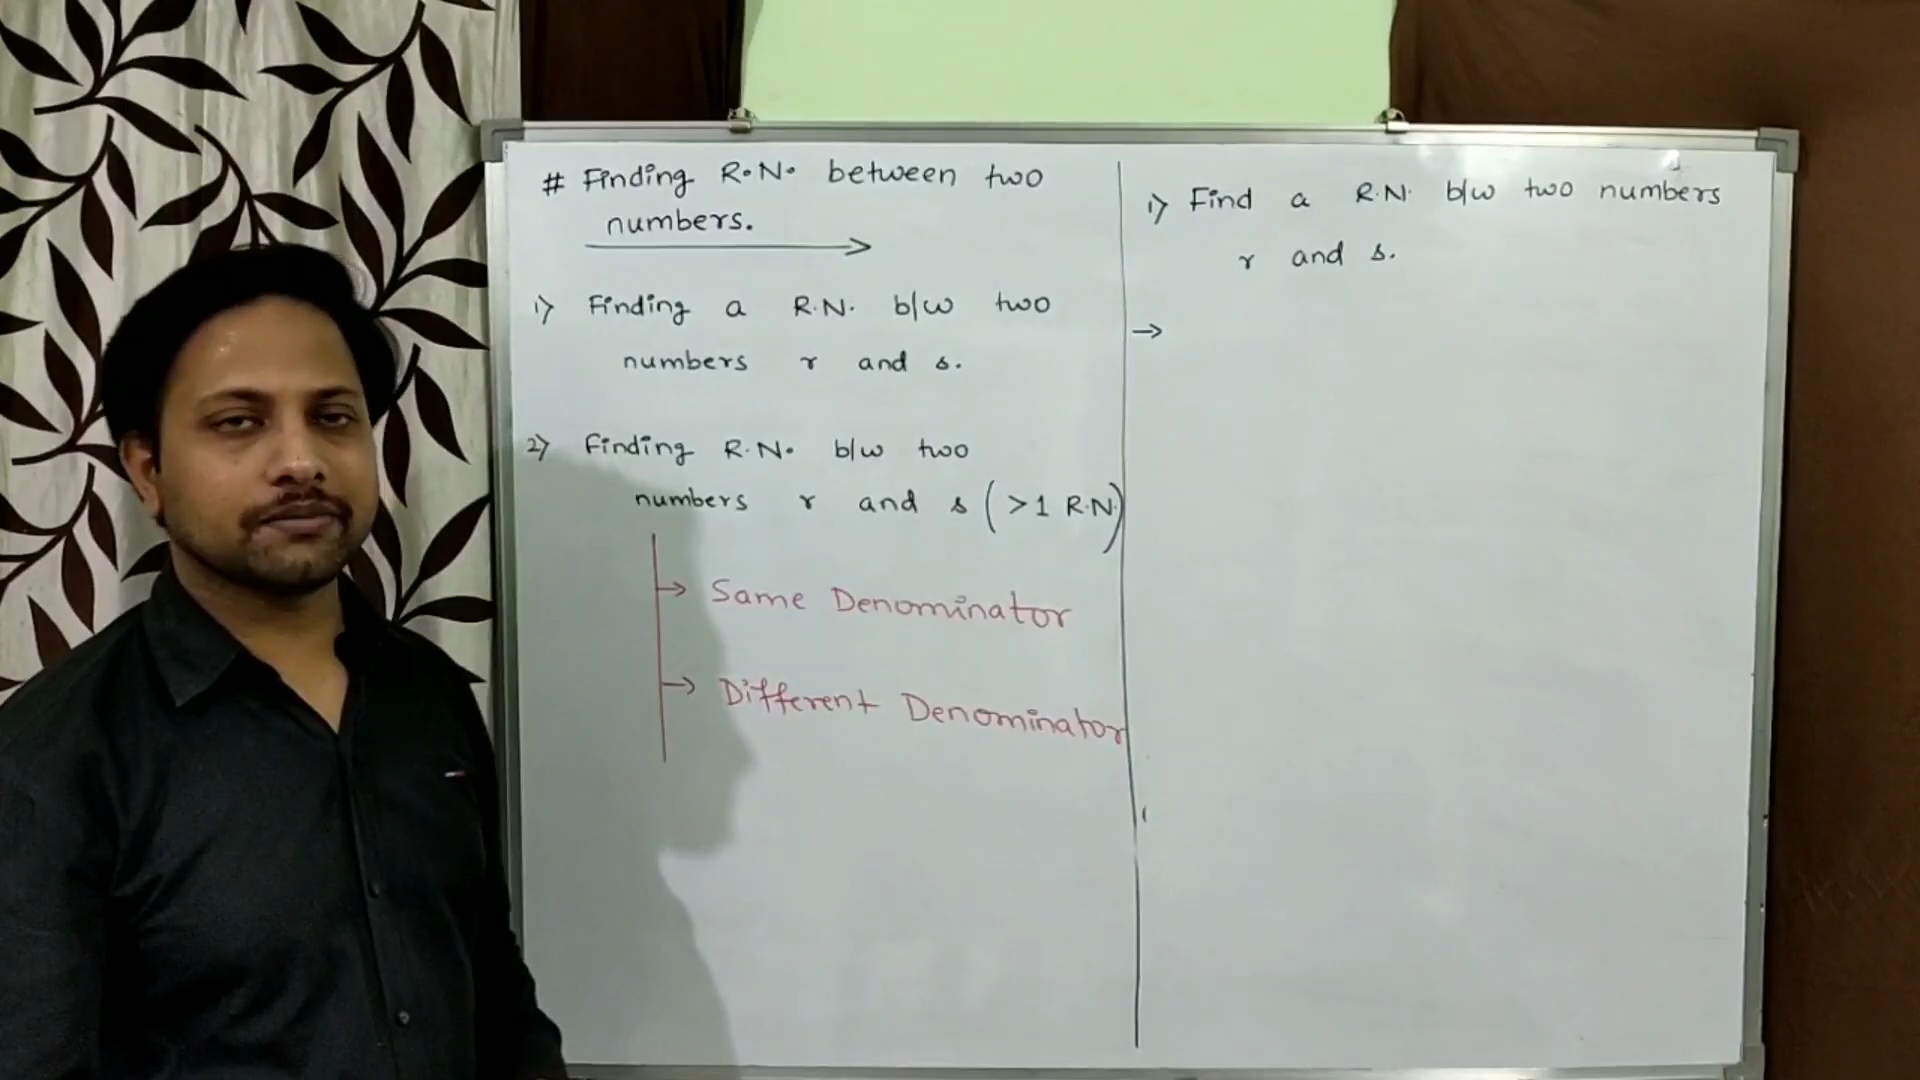 # Finding R.N. between two
numbers.
1) Finding a R.N. b/w two
numbers r and s.
2) Finding R.N. b/w two
numbers r and s (>1 R.N.)
→ Same Denominator
→ Different Denominator
1) Find a R.N. b/w two numbers
r and s.
→